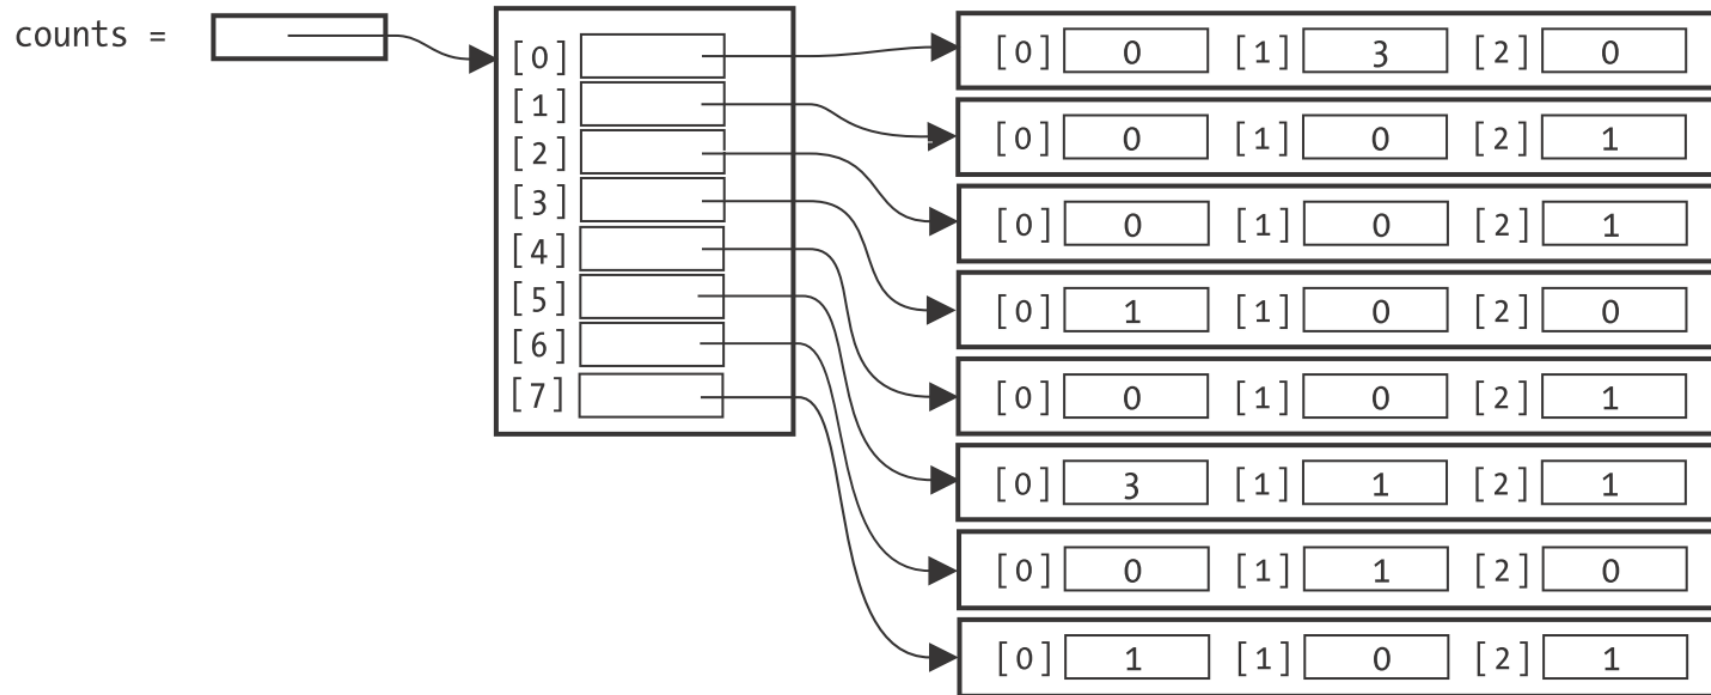 counts =
[0]
[1]
[2]
[3]
[4]
[5]
[6]
[7]
[0] 0 [1] 3 [2] 0
[0] 0 [1] 0 [2] 1
[0] 0 [1] 0 [2] 1
[0] 1 [1] 0 [2] 0
[0] 0 [1] 0 [2] 1
[0] 3 [1] 1 [2] 1
[0] 0 [1] 1 [2] 0
[0] 1 [1] 0 [2] 1